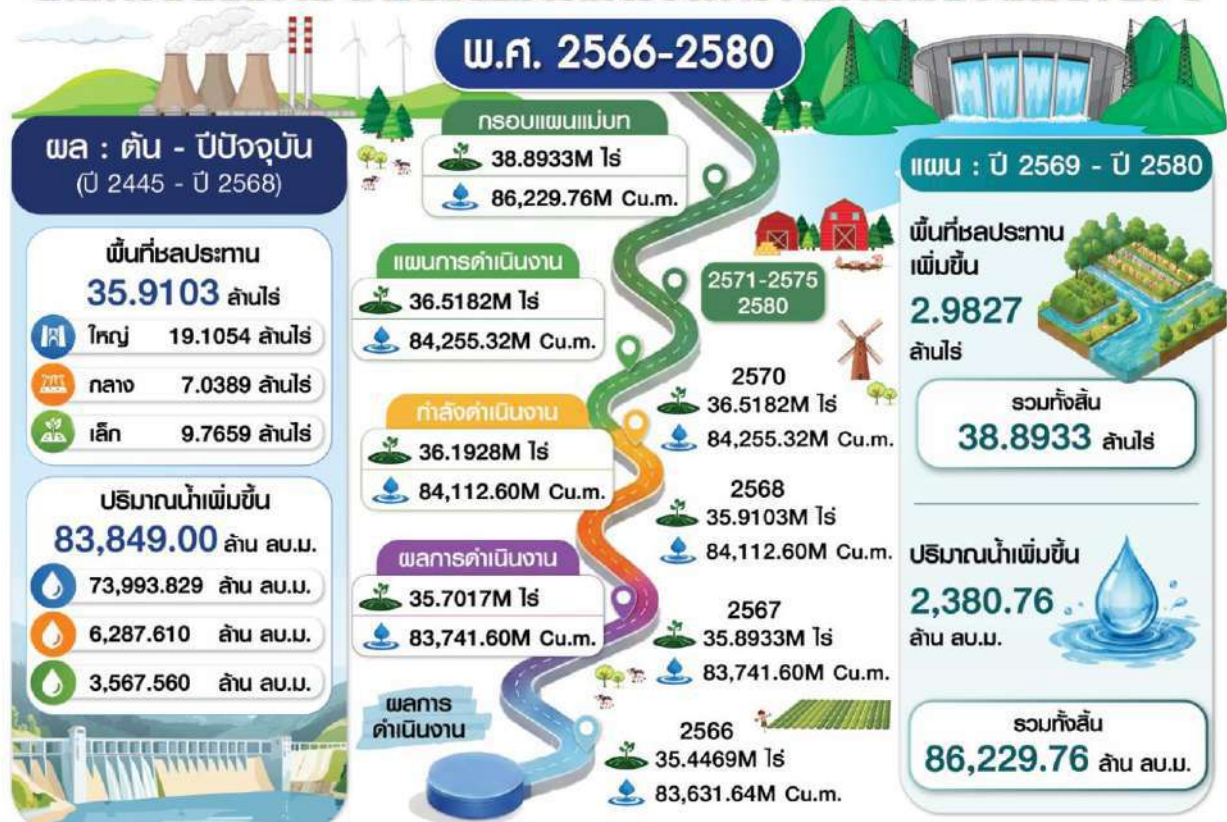 พ.ศ. 2566-2580
ผล : ต้น - ปีปัจจุบัน
(ปี 2445 - ปี 2568)
พื้นที่ชลประทาน
35.9103 ล้านไร่
ใหญ่ 19.1054 ล้านไร่
กลาง 7.0389 ล้านไร่
เล็ก 9.7659 ล้านไร่
ปริมาณน้ำเพิ่มขึ้น
83,849.00 ล้าน ลบ.ม.
73,993.829 ล้าน ลบ.ม.
6,287.610 ล้าน ลบ.ม.
3,567.560 ล้าน ลบ.ม.
กรอบแผนแม่บท
38.8933M ไร่
86,229.76M Cu.m.
แผนการดำเนินงาน
36.5182M ไร่
84,255.32M Cu.m.
กำลังดำเนินงาน
36.1928M ไร่
84,112.60M Cu.m.
ผลการดำเนินงาน
35.7017M ไร่
83,741.60M Cu.m.
ผลการ
ดำเนินงาน
2571-2575
2580
2570
36.5182M ไร่
84,255.32M Cu.m.
2568
35.9103M ไร่
84,112.60M Cu.m.
2567
35.8933M ไร่
83,741.60M Cu.m.
2566
35.4469M ไร่
83,631.64M Cu.m.
แผน : ปี 2569 - ปี 2580
พื้นที่ชลประทาน
เพิ่มขึ้น
2.9827
ล้านไร่
รวมทั้งสิ้น
38.8933 ล้านไร่
ปริมาณน้ำเพิ่มขึ้น
2,380.76
ล้าน ลบ.ม.
รวมทั้งสิ้น
86,229.76 ล้าน ลบ.ม.